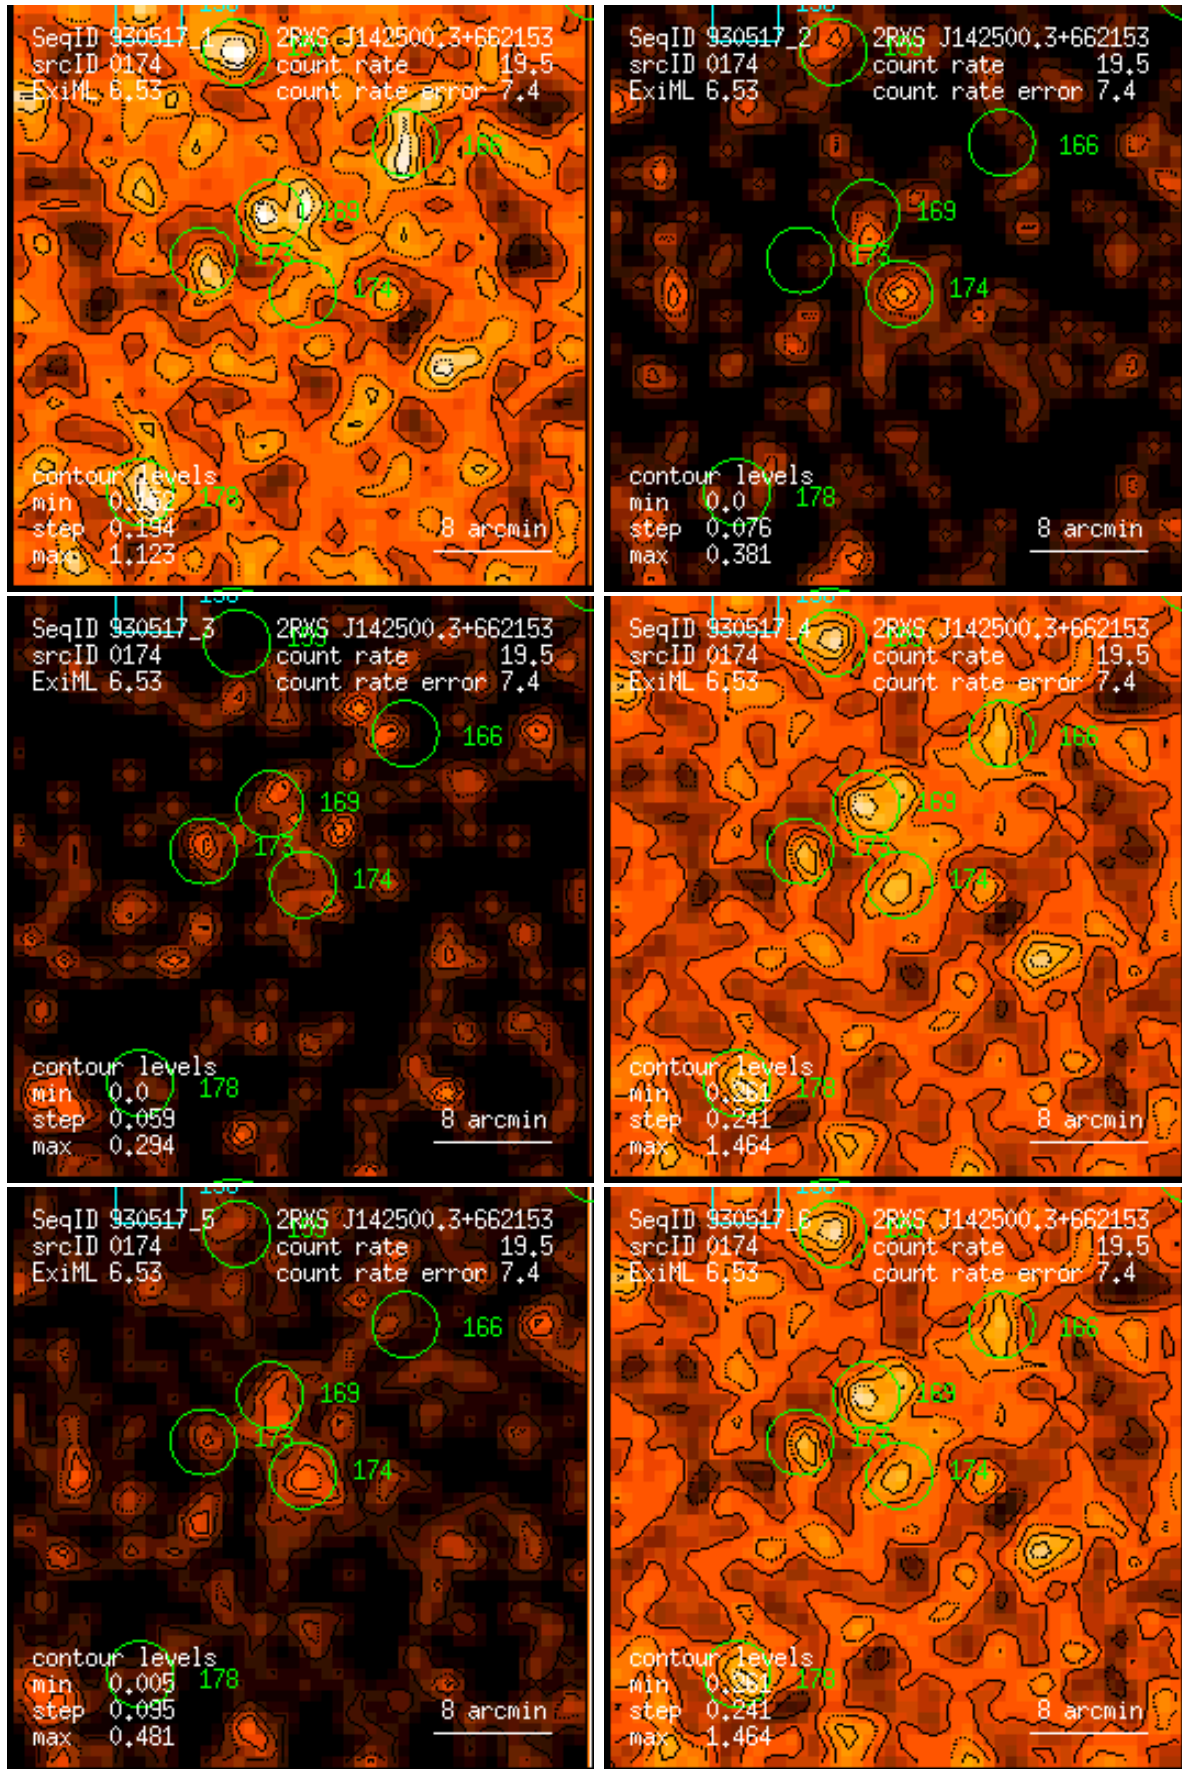 SeqID 930517_1 2RXS J142500.3+662153
srcID 0174 count rate 19.5
ExiML 6.53 count rate error 7.4
166
169
173
174
contour levels
178
min
step 0.194
max 1.123
8 arcmin
SeqID 930517_2 2RXS J142500.3+662153
srcID 0174 count rate 19.5
ExiML 6.53 count rate error 7.4
166
169
173
174
contour levels
178
min 0.0
step 0.076
max 0.381
8 arcmin
SeqID 930517_3 2RXS J142500.3+662153
srcID 0174 count rate 19.5
ExiML 6.53 count rate error 7.4
166
169
173
174
contour levels
178
min 0.0
step 0.059
max 0.294
8 arcmin
SeqID 930517_4 2RXS J142500.3+662153
srcID 0174 count rate 19.5
ExiML 6.53 count rate error 7.4
166
169
173
174
contour levels
178
min 0.261
step 0.241
max 1.464
8 arcmin
SeqID 930517_5 2RXS J142500.3+662153
srcID 0174 count rate 19.5
ExiML 6.53 count rate error 7.4
166
169
173
174
contour levels
178
min 0.005
step 0.095
max 0.481
8 arcmin
SeqID 930517_6 2RXS J142500.3+662153
srcID 0174 count rate 19.5
ExiML 6.53 count rate error 7.4
166
169
173
174
contour levels
178
min 0.261
step 0.241
max 1.464
8 arcmin